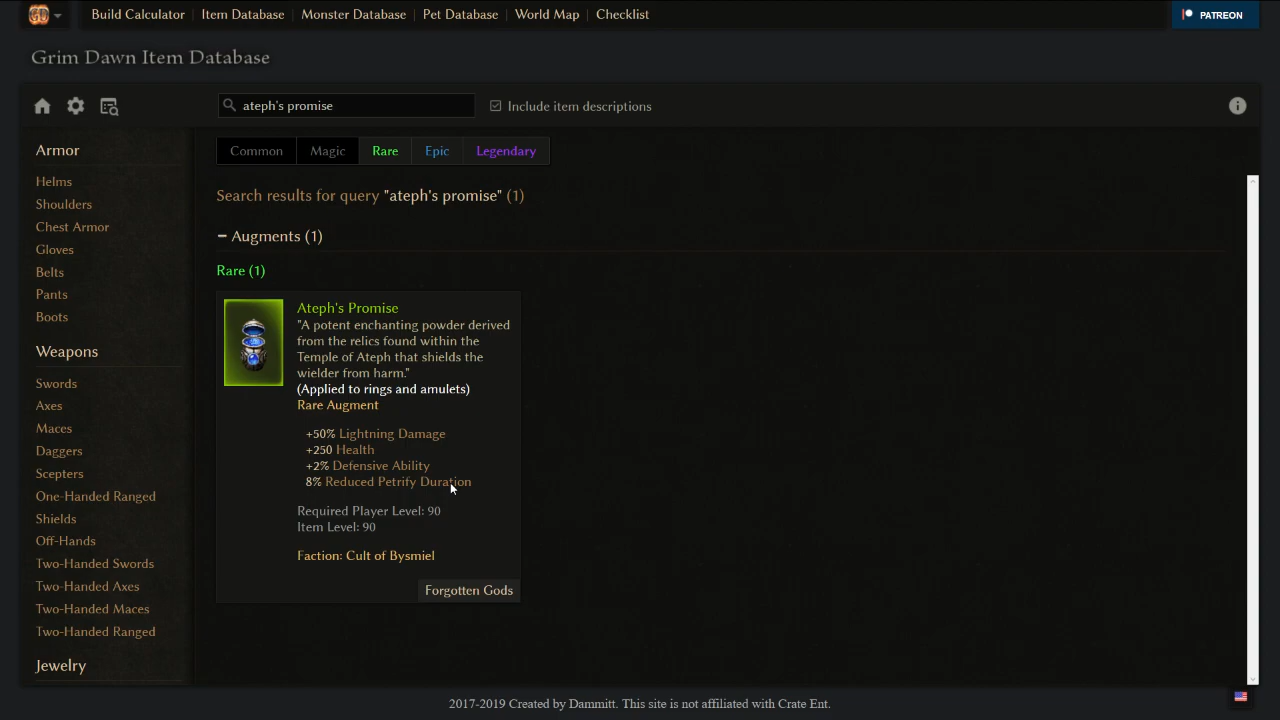 GD
Build Calculator
Item Database
Monster Database
Pet Database
World Map
Checklist
PATREON
Grim Dawn Item Database
ateph's promise
Include item descriptions
Armor
Helms
Shoulders
Chest Armor
Gloves
Belts
Pants
Boots
Weapons
Swords
Axes
Maces
Daggers
Scepters
One-Handed Ranged
Shields
Off-Hands
Two-Handed Swords
Two-Handed Axes
Two-Handed Maces
Two-Handed Ranged
Jewelry
Common
Magic
Rare
Epic
Legendary
Search results for query "ateph's promise" (1)
Augments (1)
Rare (1)
Ateph's Promise
"A potent enchanting powder derived
from the relics found within the
Temple of Ateph that shields the
wielder from harm."
(Applied to rings and amulets)
Rare Augment
+50% Lightning Damage
+250 Health
+2% Defensive Ability
8% Reduced Petrify Duration
Required Player Level: 90
Item Level: 90
Faction: Cult of Bysmiel
Forgotten Gods
2017-2019 Created by Dammitt. This site is not affiliated with Crate Ent.